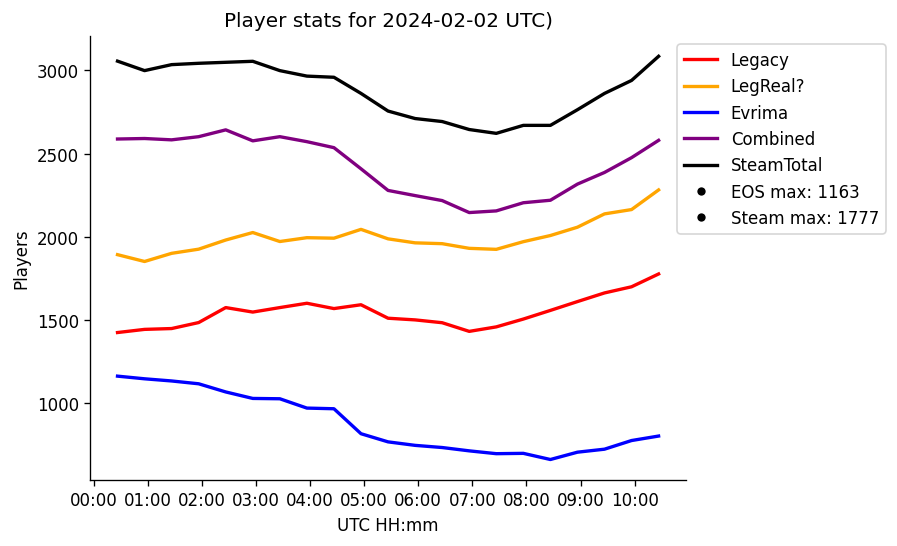 Player stats for 2024-02-02 UTC)
Legacy
LegReal?
Evrima
Combined
SteamTotal
EOS max: 1163
Steam max: 1777
Players
3000
2500
2000
1500
1000
00:00 01:00 02:00 03:00 04:00 05:00 06:00 07:00 08:00 09:00 10:00
UTC HH:mm